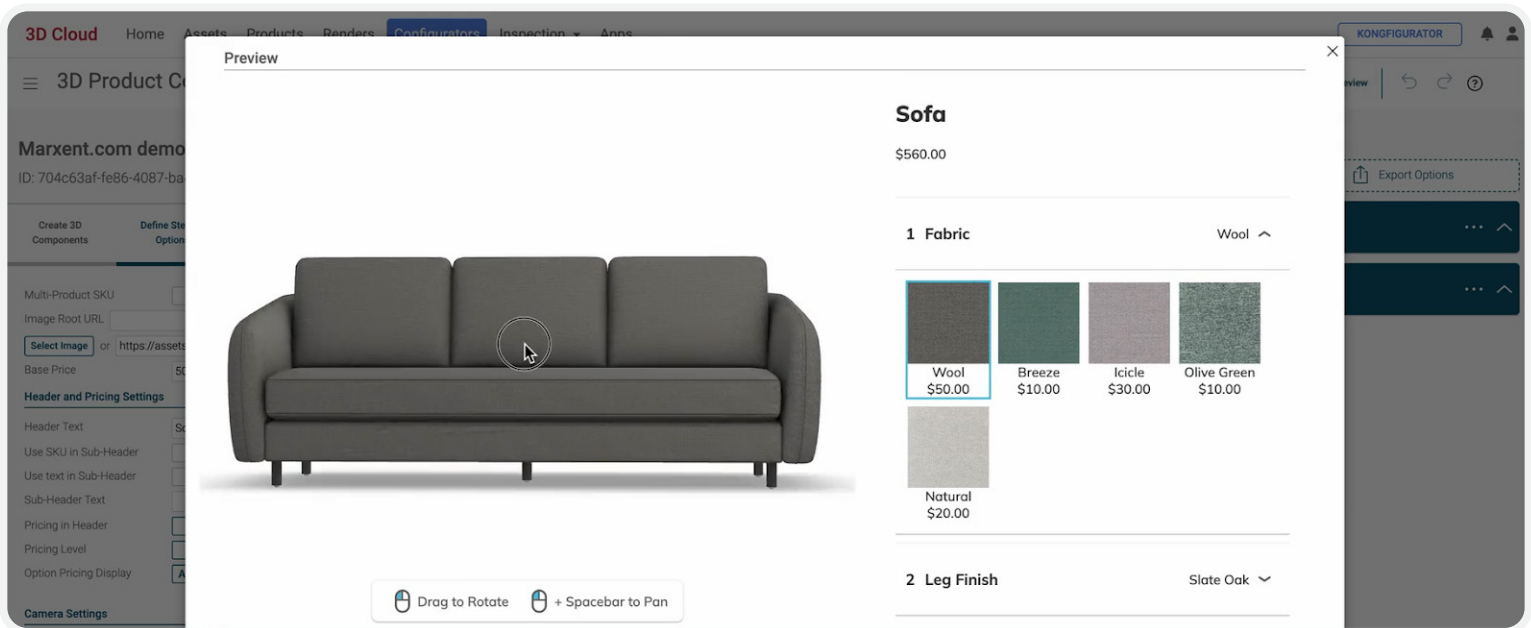 3D Cloud Home Assets Products Renders Configurators Inspection Apps KONGFIGURATOR
Preview
3D Product
Marxent.com demo
ID: 704c63af-fe86-4087-ba
Create 3D Components
Define
Multi-Product SKU
Image Root URL
Select Image or https://assets
Base Price
Header and Pricing Settings
Header Text
Use SKU in Sub-Header
Use text in Sub-Header
Sub-Header Text
Pricing in Header
Pricing Level
Option Pricing Display
Camera Settings
Drag to Rotate + Spacebar to Pan
Sofa
$560.00
1 Fabric Wool
Wool Breeze Icicle Olive Green
$50.00 $10.00 $30.00 $10.00
Natural
$20.00
2 Leg Finish Slate Oak
Export Options